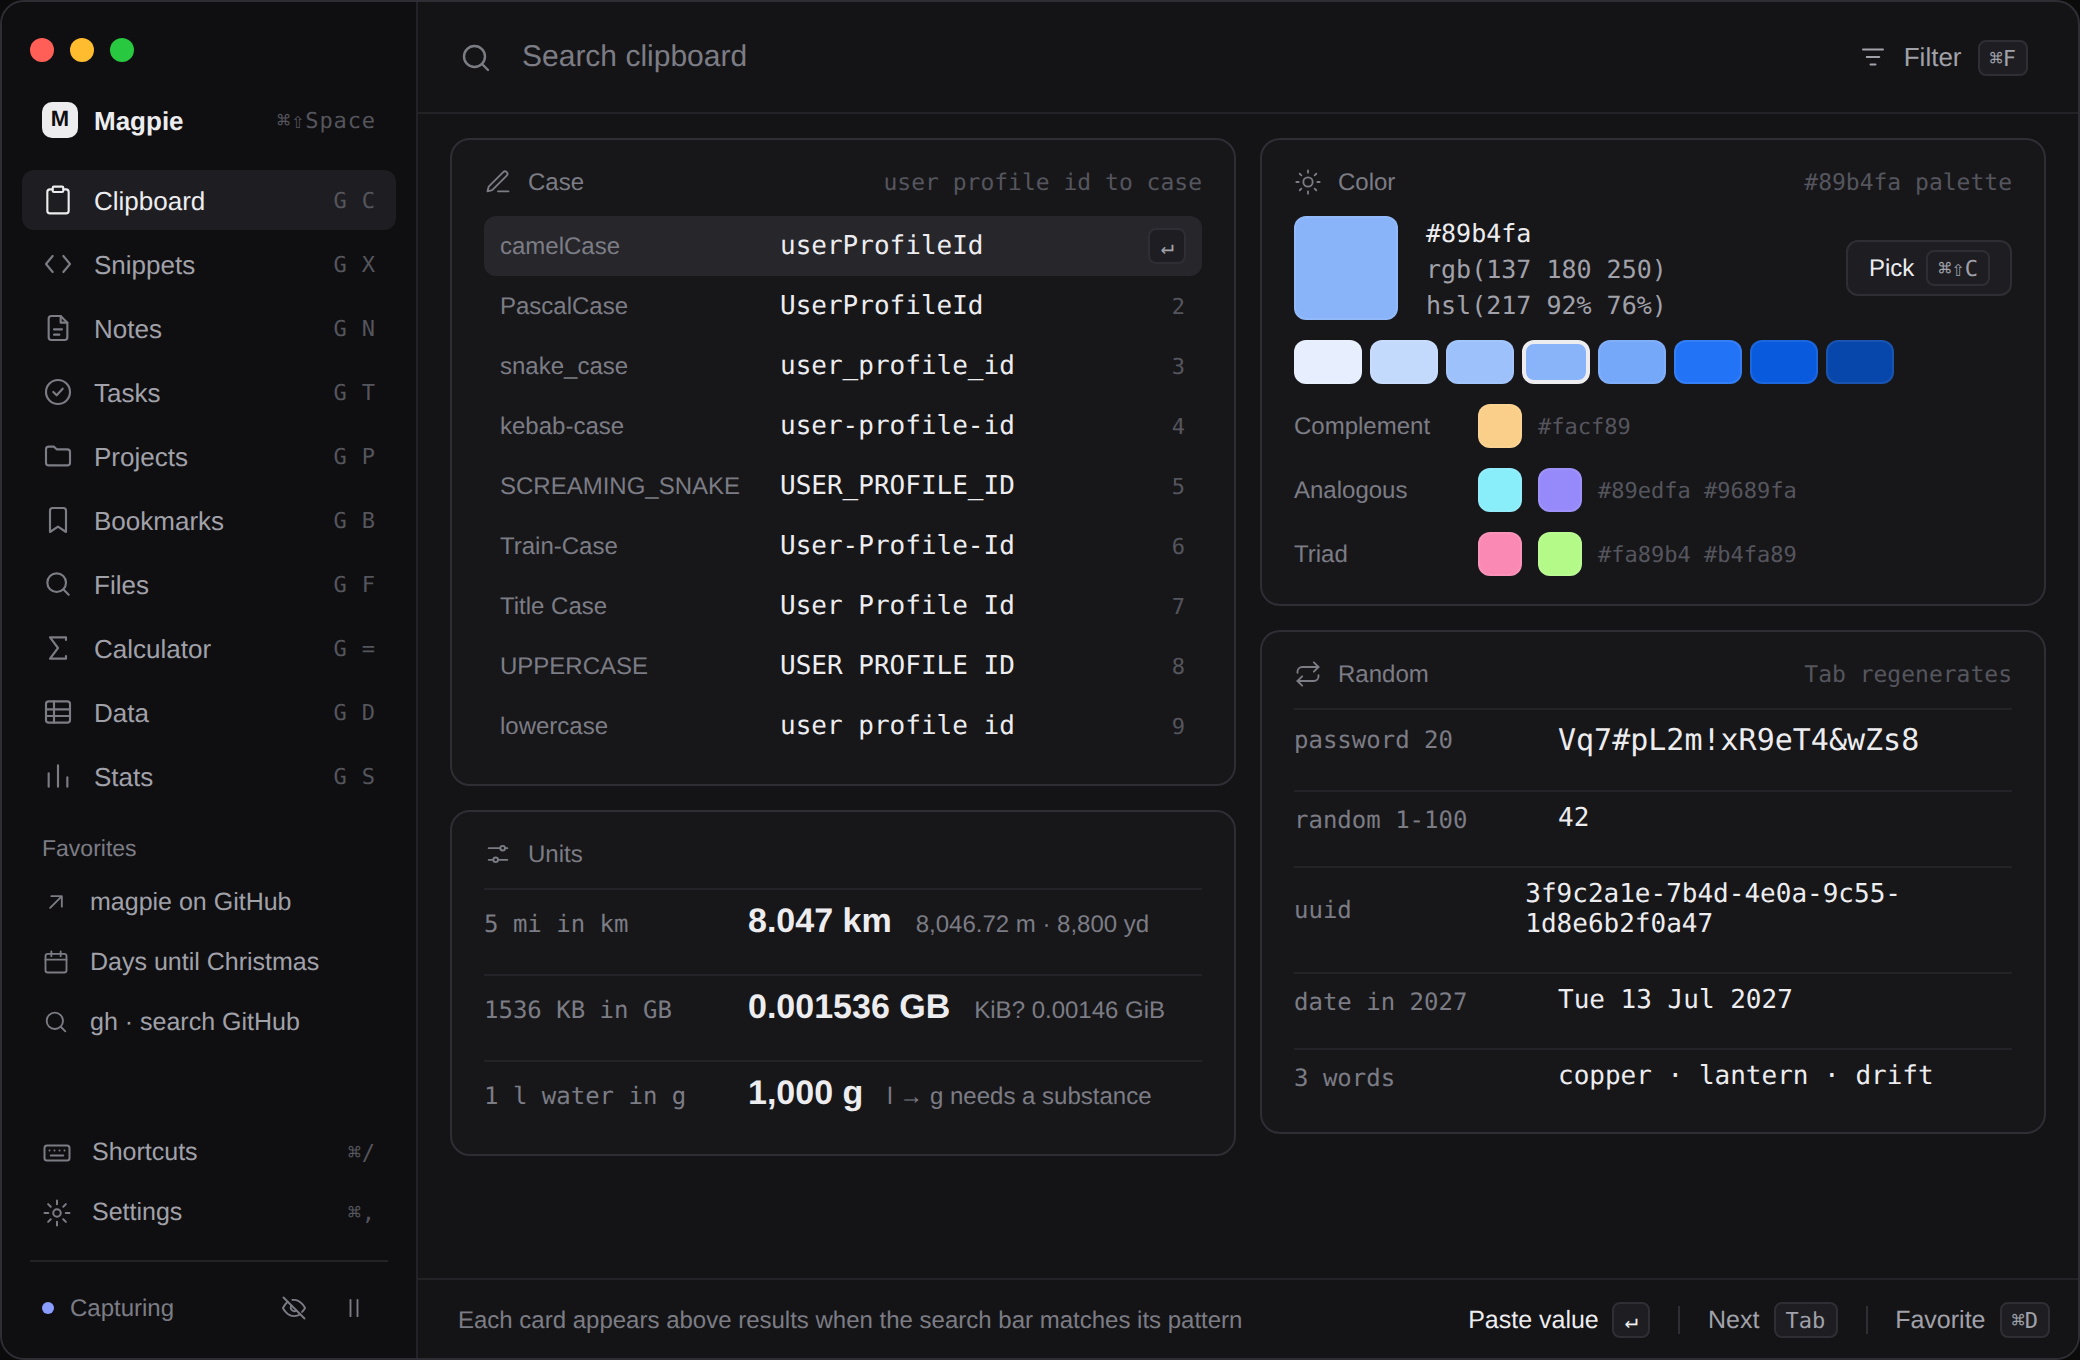 M Magpie ⌘⇧Space
Clipboard G C
Snippets G X
Notes G N
Tasks G T
Projects G P
Bookmarks G B
Files G F
Calculator G =
Data G D
Stats G S
Favorites
magpie on GitHub
Days until Christmas
gh · search GitHub
Shortcuts ⌘/
Settings ⌘,
Capturing
Search clipboard
Filter ⌘F
Case user profile id to case
camelCase userProfileId ↵
PascalCase UserProfileId 2
snake_case user_profile_id 3
kebab-case user-profile-id 4
SCREAMING_SNAKE USER_PROFILE_ID 5
Train-Case User-Profile-Id 6
Title Case User Profile Id 7
UPPERCASE USER PROFILE ID 8
lowercase user profile id 9
Units
5 mi in km 8.047 km 8,046.72 m · 8,800 yd
1536 KB in GB 0.001536 GB KiB? 0.00146 GiB
1 l water in g 1,000 g l → g needs a substance
Color #89b4fa palette
#89b4fa
rgb(137 180 250)
hsl(217 92% 76%)
Pick ⌘⇧C
Complement #facf89
Analogous #89edfa #9689fa
Triad #fa89b4 #b4fa89
Random Tab regenerates
password 20 Vq7#pL2m!xR9eT4&wZs8
random 1-100 42
uuid 3f9c2a1e-7b4d-4e0a-9c55-
1d8e6b2f0a47
date in 2027 Tue 13 Jul 2027
3 words copper · lantern · drift
Each card appears above results when the search bar matches its pattern
Paste value ↵ Next Tab Favorite ⌘D